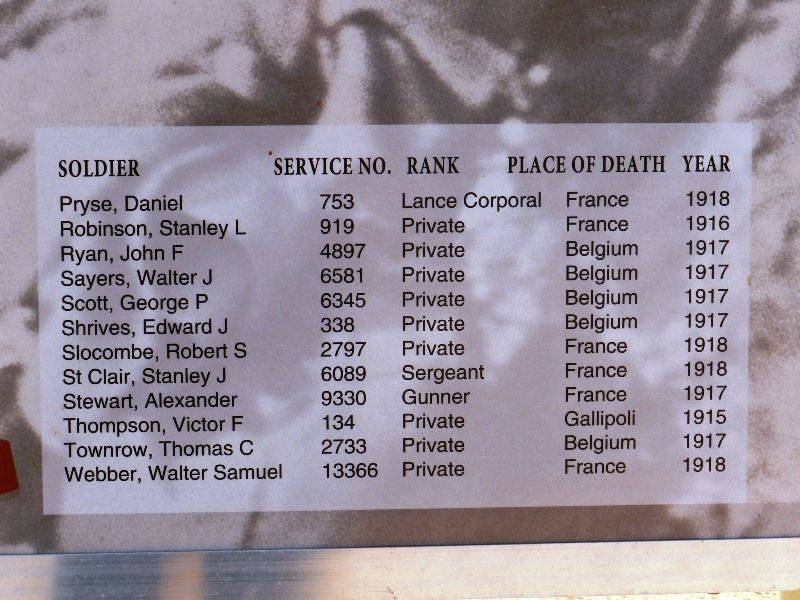 SOLDIER SERVICE NO. RANK PLACE OF DEATH YEAR
Pryse, Daniel 753 Lance Corporal France 1918
Robinson, Stanley L 919 Private France 1916
Ryan, John F 4897 Private Belgium 1917
Sayers, Walter J 6581 Private Belgium 1917
Scott, George P 6345 Private Belgium 1917
Shrives, Edward J 338 Private Belgium 1917
Slocombe, Robert S 2797 Private France 1918
St Clair, Stanley J 6089 Sergeant France 1918
Stewart, Alexander 9330 Gunner France 1917
Thompson, Victor F 134 Private Gallipoli 1915
Townrow, Thomas C 2733 Private Belgium 1917
Webber, Walter Samuel 13366 Private France 1918